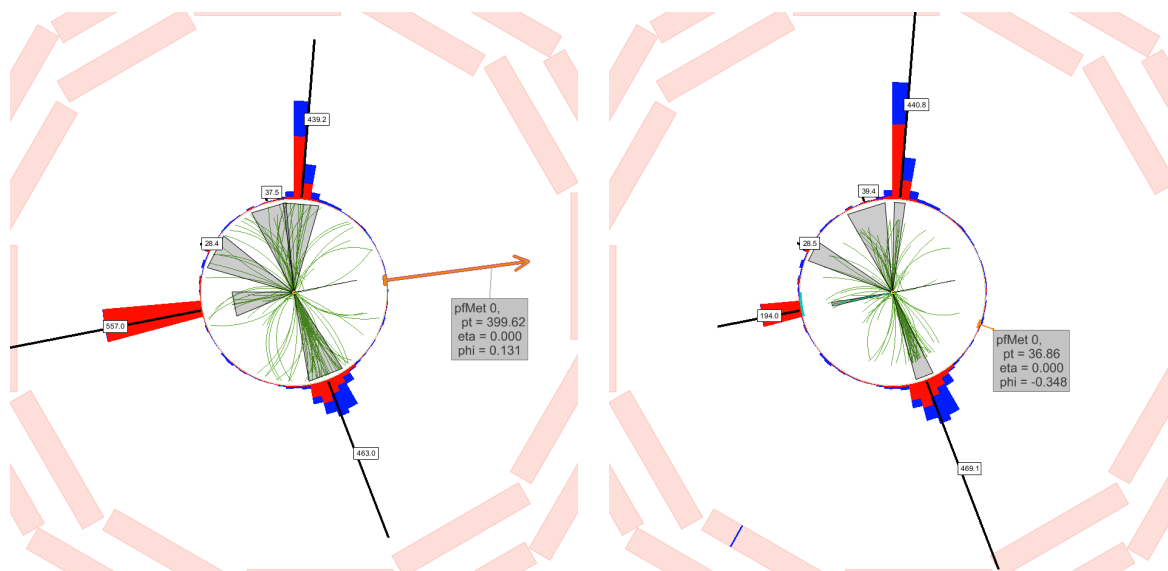 439.2
37.5
28.4
557.0
463.0
pfMet 0,
pt = 399.62
eta = 0.000
phi = 0.131
440.8
39.4
28.5
194.0
469.1
pfMet 0,
pt = 36.86
eta = 0.000
phi = -0.348